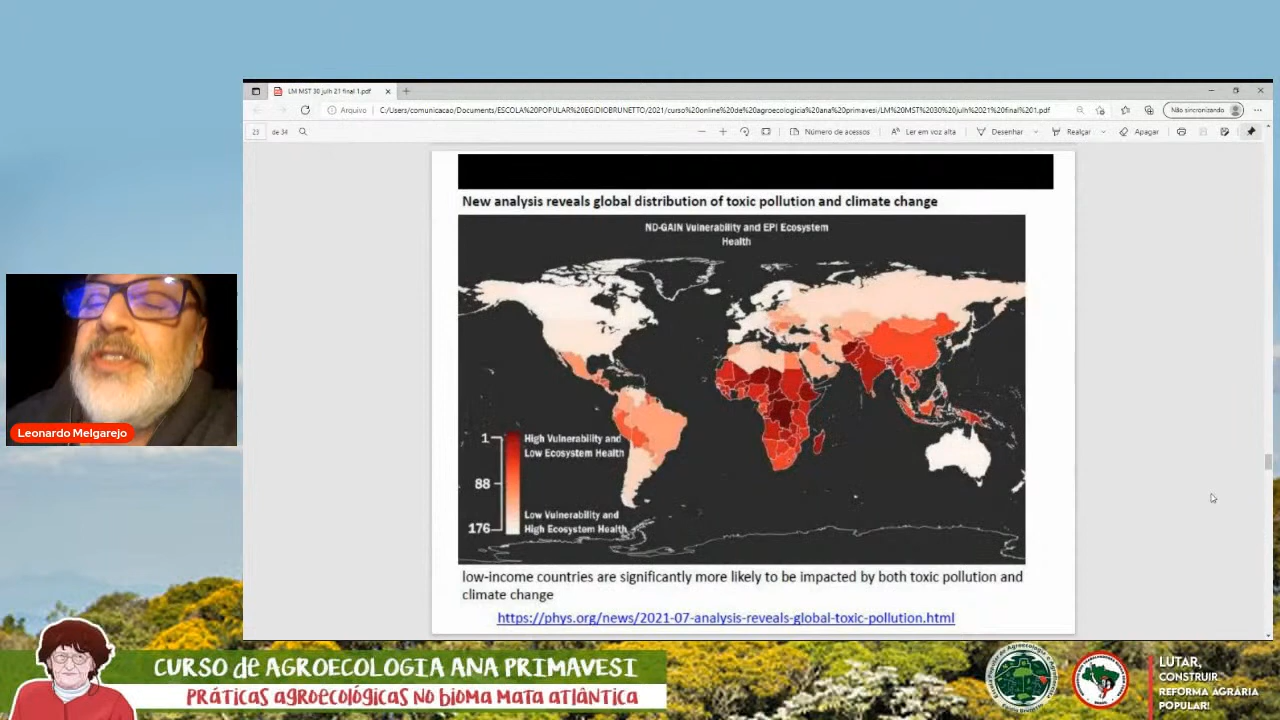 LM MST 30 julh 21 final 1.pdf
Arquivo
C:/Users/comunicacao/Documents/ESCOLA%20POPULAR%20EGIDIOBRUNETTO/2021/curso%20online%20de%20agroecologicia%20ana%20primavesi/LM%20MST%2030%20julh%2021%20final%201.pdf
Não sincronizando
23 de 34
Número de acessos
Ler em voz alta
Desenhar
Realçar
Apagar
New analysis reveals global distribution of toxic pollution and climate change
ND-GAIN Vulnerability and EPI Ecosystem
Health
1
High Vulnerability and
Low Ecosystem Health
88
Low Vulnerability and
176
High Ecosystem Health
low-income countries are significantly more likely to be impacted by both toxic pollution and
climate change
https://phys.org/news/2021-07-analysis-reveals-global-toxic-pollution.html
Leonardo Melgarejo
CURSO de AGROECOLOGIA ANA PRIMAVESI
PRÁTICAS AGROECOLÓGICAS NO BIOMA MATA ATLÂNTICA
LUTAR,
CONSTRUIR
REFORMA AGRÁRIA
POPULAR!